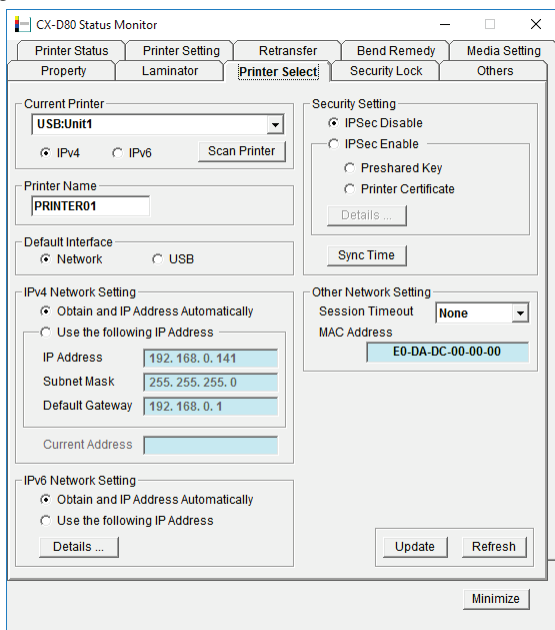 CX-D80 Status Monitor
Printer Status Printer Setting Retransfer Bend Remedy Media Setting
Property Laminator Printer Select Security Lock Others
Current Printer
USB:Unit1
IPv4 IPv6 Scan Printer
Printer Name
PRINTER01
Default Interface
Network USB
IPv4 Network Setting
Obtain and IP Address Automatically
Use the following IP Address
IP Address 192. 168. 0. 141
Subnet Mask 255. 255. 255. 0
Default Gateway 192. 168. 0. 1
Current Address
IPv6 Network Setting
Obtain and IP Address Automatically
Use the following IP Address
Details ...
Security Setting
IPSec Disable
IPSec Enable
Preshared Key
Printer Certificate
Details ...
Sync Time
Other Network Setting
Session Timeout None
MAC Address
E0-DA-DC-00-00-00
Update Refresh
Minimize